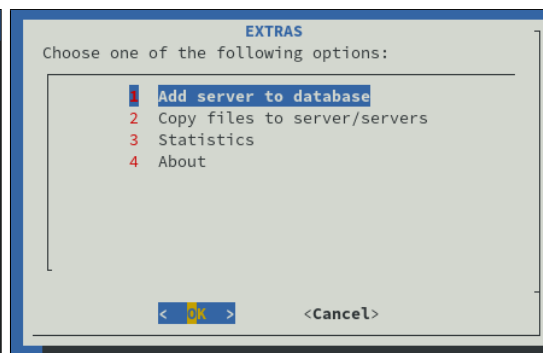 EXTRAS
Choose one of the following options:
1 Add server to database
2 Copy files to server/servers
3 Statistics
4 About
< OK > <Cancel>